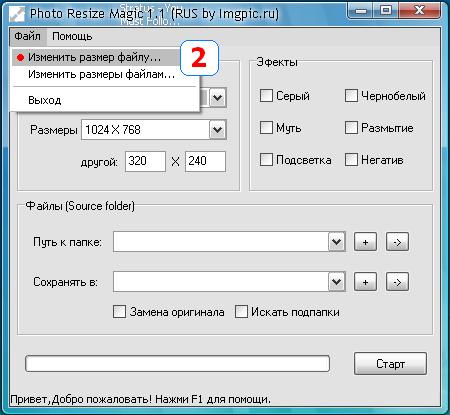 Photo Resize Magic 1.1 (RUS by Imgpic.ru)
Файл Помощь
Изменить размер файлу...
2
Изменить размеры файлам...
Выход
Размеры 1024 X 768
другой: 320 X 240
Эфекты
Серый Чернобелый
Муть Размытие
Подсветка Негатив
Файлы (Source folder)
Путь к папке: + ->
Сохранять в: + ->
Замена оригинала Искать подпапки
Старт
Привет,Добро пожаловать! Нажми F1 для помощи.